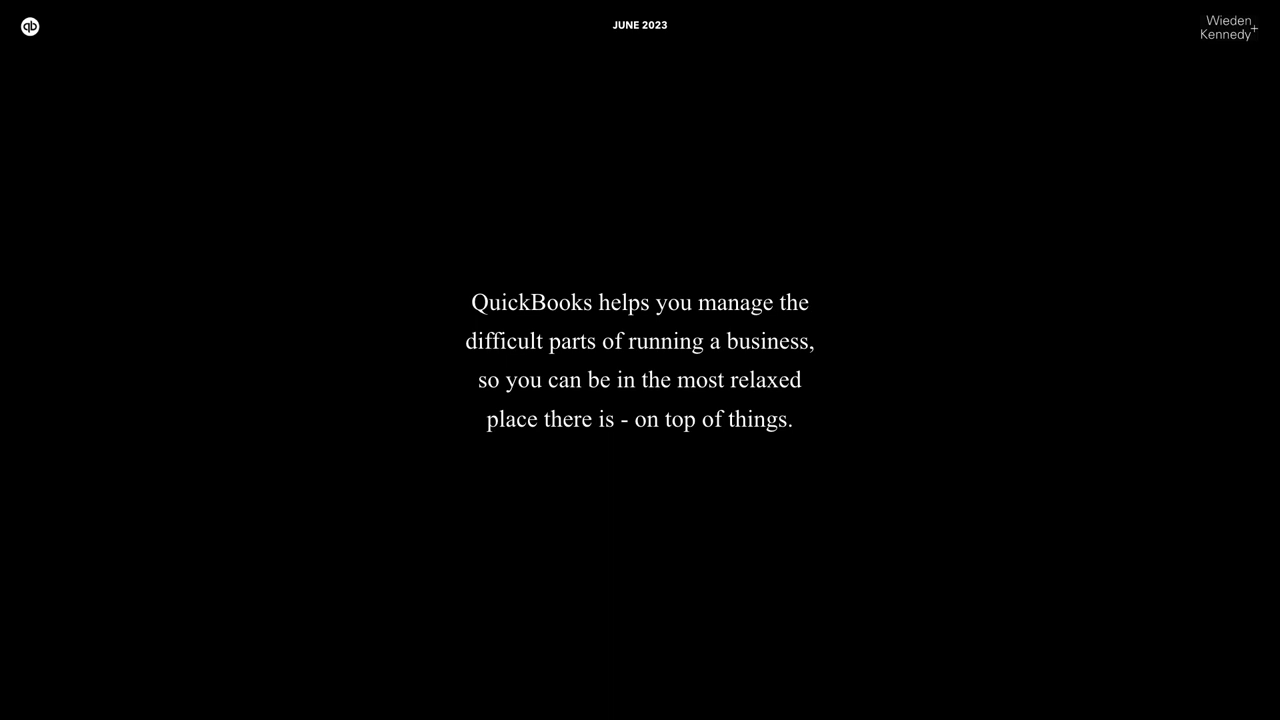 qb
JUNE 2023
Wieden
Kennedy+
QuickBooks helps you manage the
difficult parts of running a business,
so you can be in the most relaxed
place there is - on top of things.